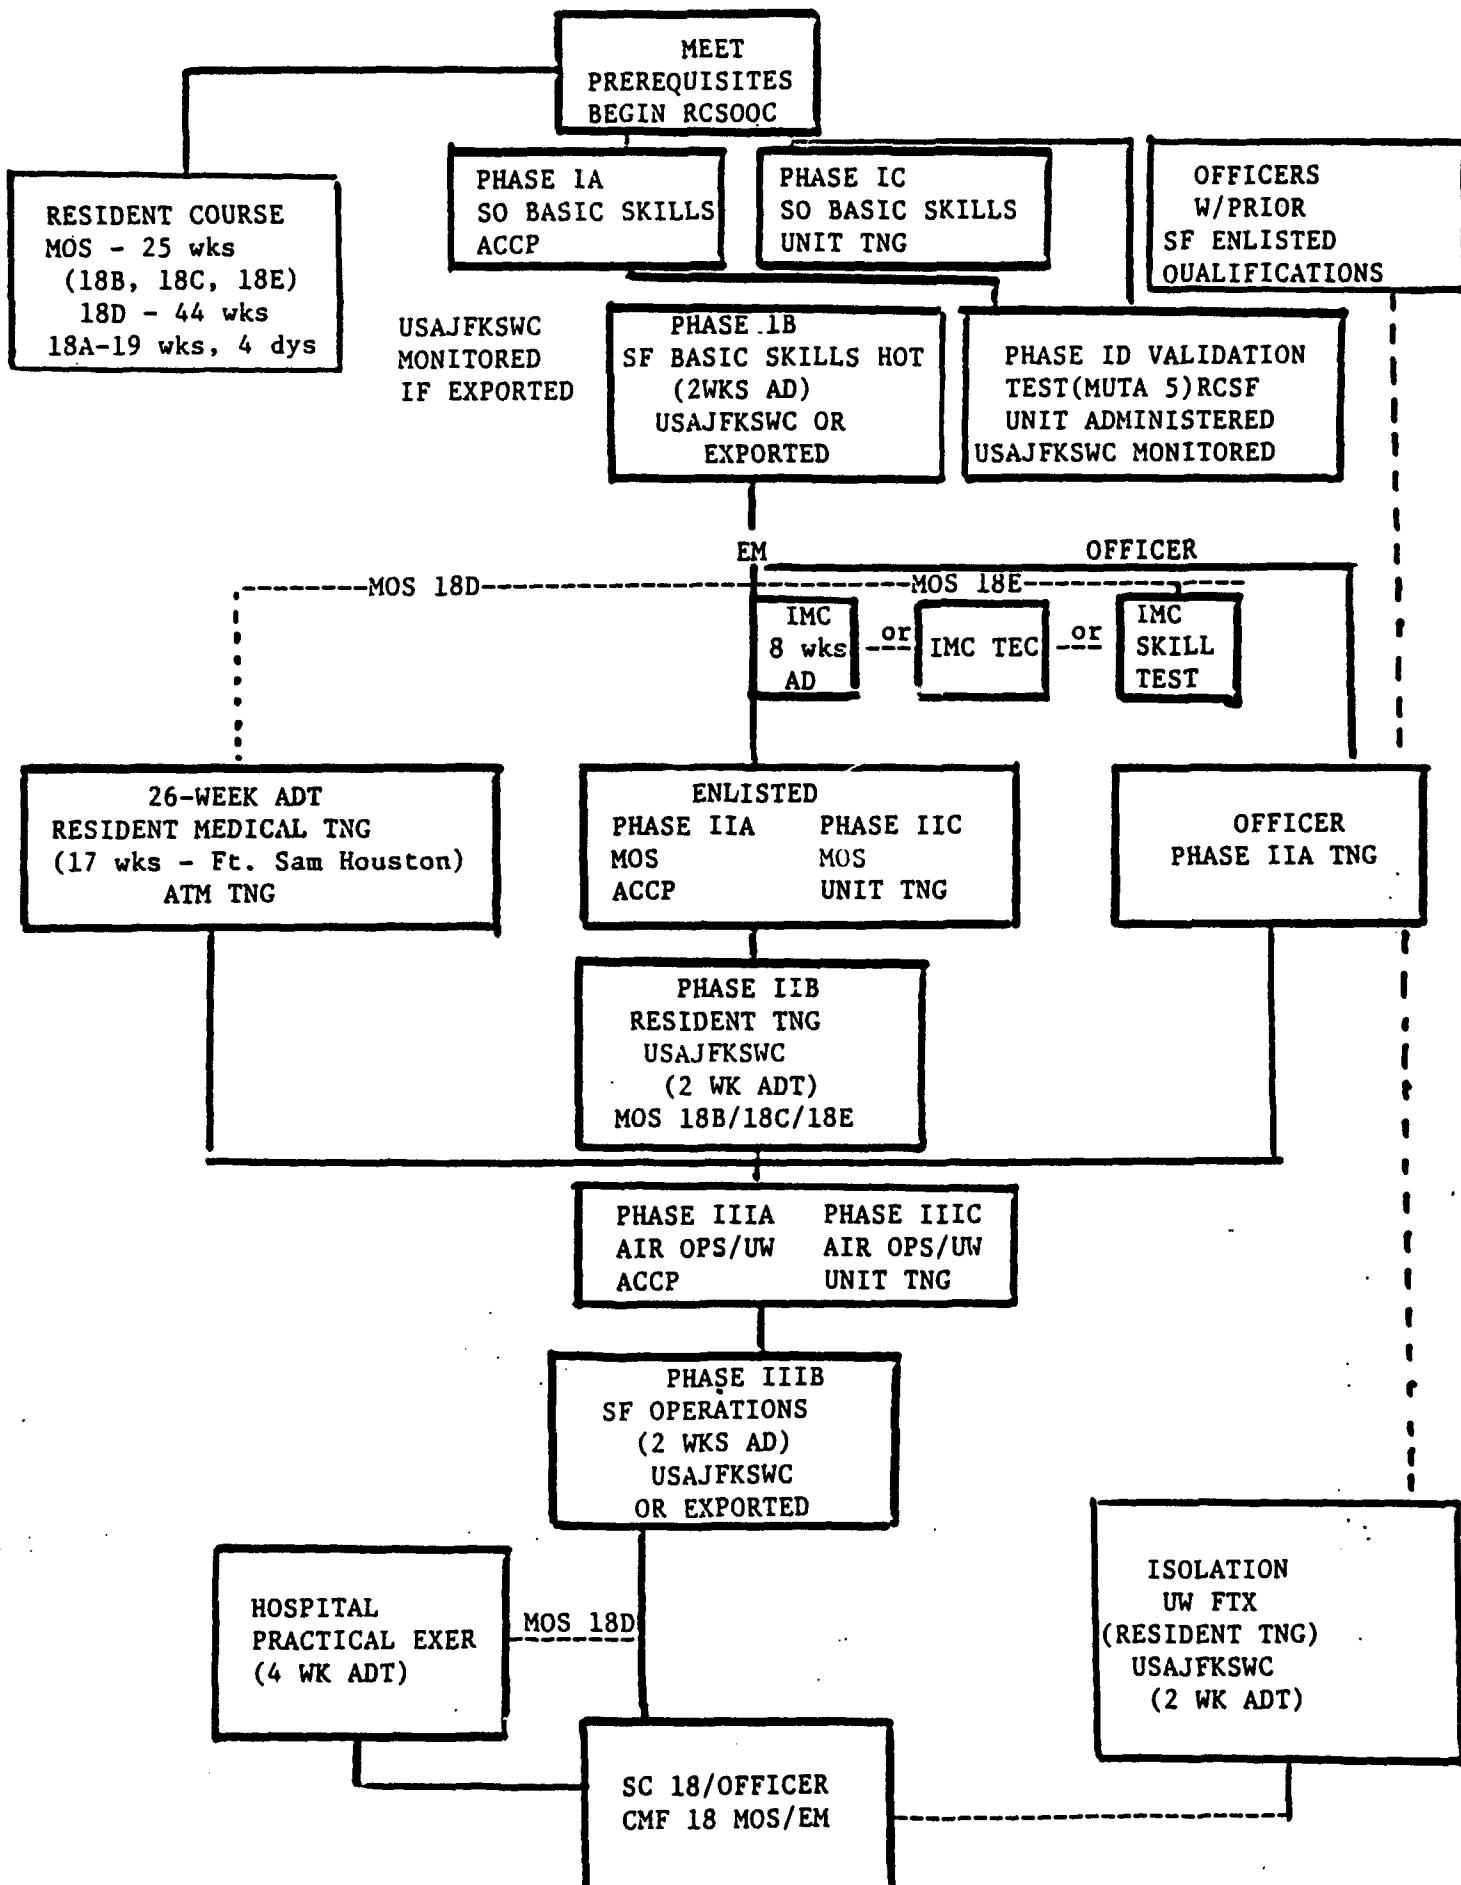 MEET
PREREQUISITES
BEGIN RCSOQC
RESIDENT COURSE
MOS - 25 wks
(18B, 18C, 18E)
18D - 44 wks
18A-19 wks, 4 dys
PHASE IA
SO BASIC SKILLS
ACCP
PHASE IC
SO BASIC SKILLS
UNIT TNG
OFFICERS
W/PRIOR
SF ENLISTED
QUALIFICATIONS
USAJFKSWC
MONITORED
IF EXPORTED
PHASE 1B
SF BASIC SKILLS HOT
(2WKS AD)
USAJFKSWC OR
EXPORTED
PHASE ID VALIDATION
TEST(MUTA 5)RCSF
UNIT ADMINISTERED
USAJFKSWC MONITORED
EM
OFFICER
MOS 18D
MOS 18E
IMC
8 wks
AD
or
IMC TEC
or
IMC
SKILL
TEST
26-WEEK ADT
RESIDENT MEDICAL TNG
(17 wks - Ft. Sam Houston)
ATM TNG
ENLISTED
PHASE IIA PHASE IIC
MOS MOS
ACCP UNIT TNG
OFFICER
PHASE IIA TNG
PHASE IIB
RESIDENT TNG
USAJFKSWC
(2 WK ADT)
MOS 18B/18C/18E
PHASE IIIA PHASE IIIC
AIR OPS/UW AIR OPS/UW
ACCP UNIT TNG
PHASE IIIB
SF OPERATIONS
(2 WKS AD)
USAJFKSWC
OR EXPORTED
HOSPITAL
PRACTICAL EXER
(4 WK ADT)
MOS 18D
ISOLATION
UW FTX
(RESIDENT TNG)
USAJFKSWC
(2 WK ADT)
SC 18/OFFICER
CMF 18 MOS/EM